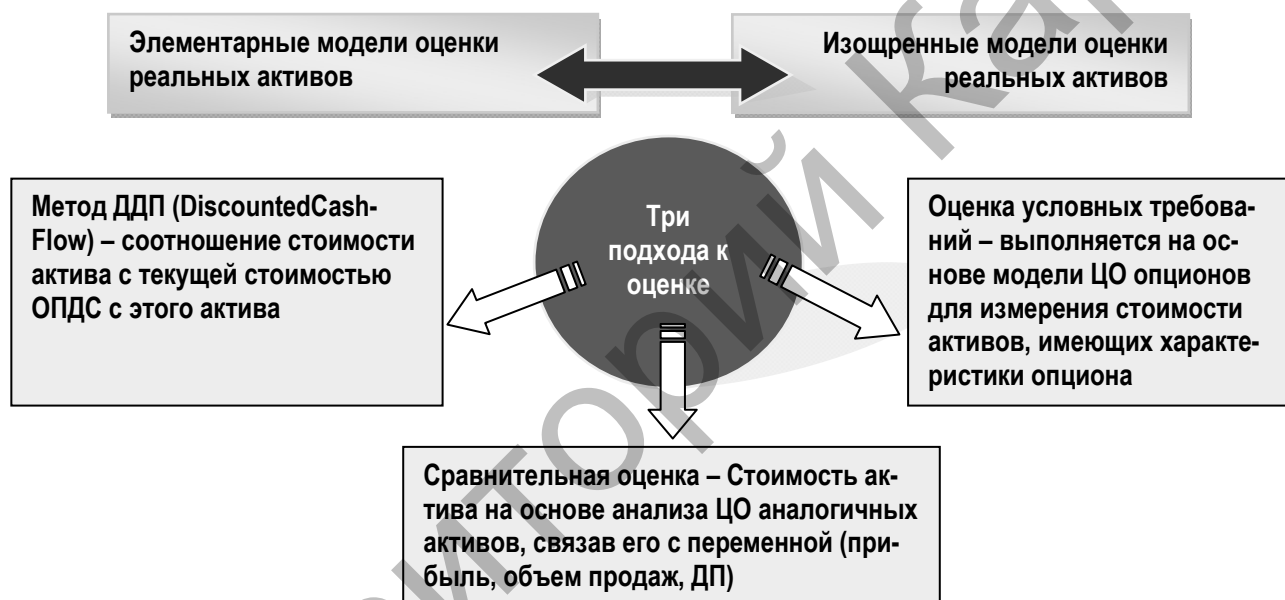 Элементарные модели оценки
реальных активов
Изощренные модели оценки
реальных активов
Три
подхода к
оценке
Метод ДДП (DiscountedCash-
Flow) – соотношение стоимости
актива с текущей стоимостью
ОПДС с этого актива
Оценка условных требова-
ний – выполняется на ос-
нове модели ЦО опционов
для измерения стоимости
активов, имеющих характе-
ристики опциона
Сравнительная оценка – Стоимость ак-
тива на основе анализа ЦО аналогичных
активов, связав его с переменной (при-
быль, объем продаж, ДП)